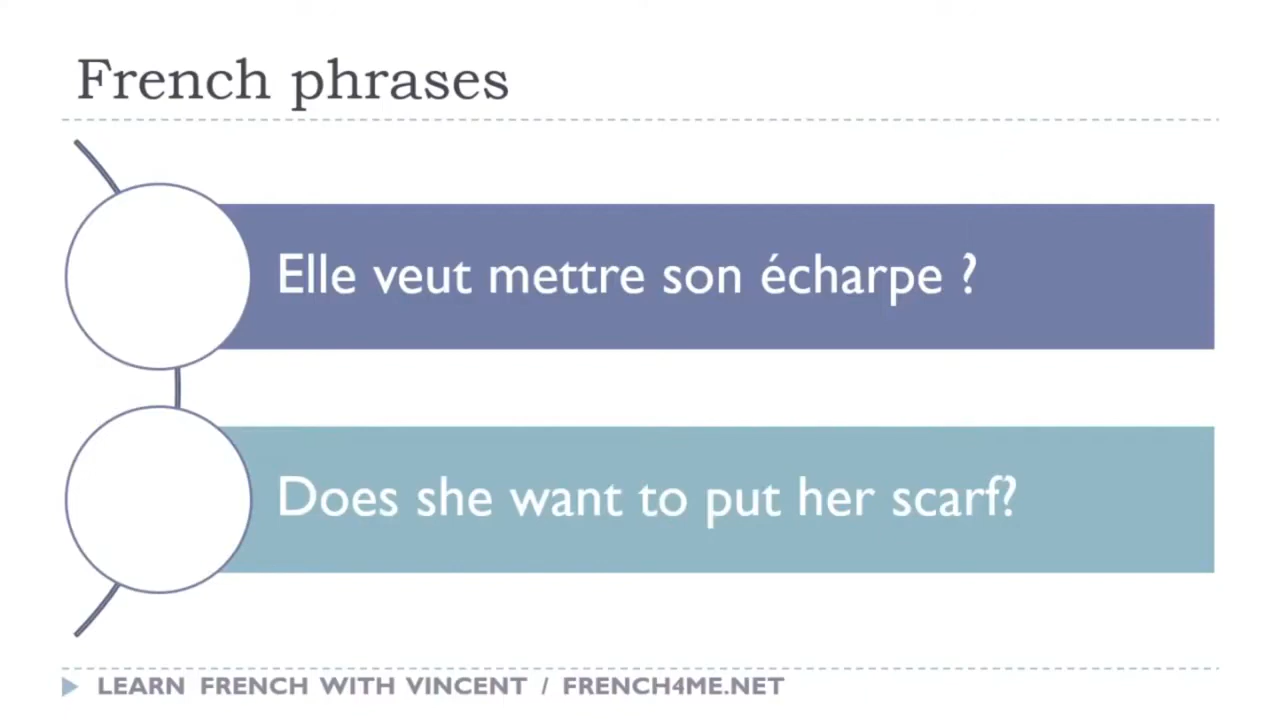 French phrases
Elle veut mettre son écharpe ?
Does she want to put her scarf?
LEARN FRENCH WITH VINCENT / FRENCH4ME.NET